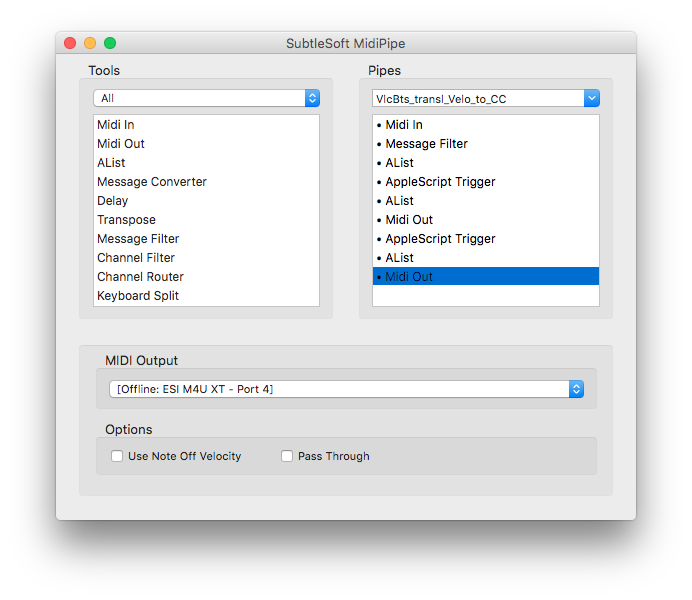 SubtleSoft MidiPipe
Tools
All
Midi In
Midi Out
AList
Message Converter
Delay
Transpose
Message Filter
Channel Filter
Channel Router
Keyboard Split
Pipes
VlcBts_transl_Velo_to_CC
• Midi In
• Message Filter
• AList
• AppleScript Trigger
• AList
• Midi Out
• AppleScript Trigger
• AList
• Midi Out
MIDI Output
[Offline: ESI M4U XT - Port 4]
Options
Use Note Off Velocity
Pass Through